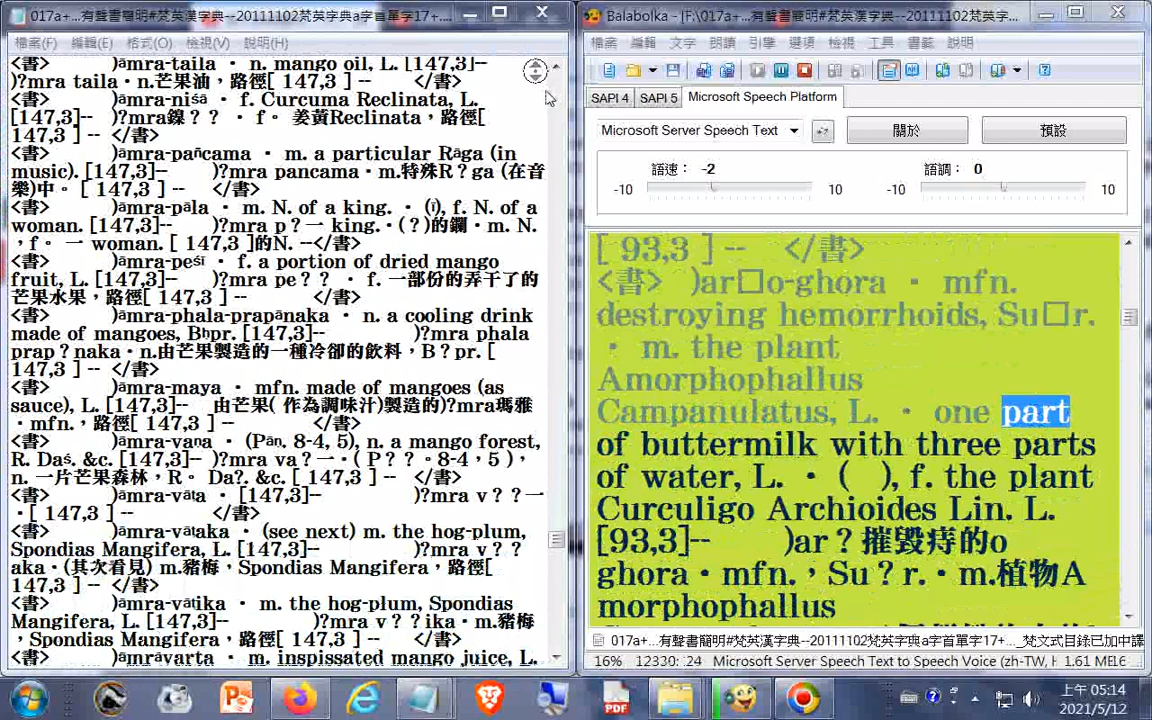 017a+...有聲書簡明#梵英漢字典--20111102梵英字典a字首單字17+...
檔案(F) 編輯(E) 格式(O) 檢視(V) 說明(H)
<書> )āmra-taila · n. mango oil, L. [147,3]--
)?mra taila·n.芒果油，路徑[ 147,3 ] -- </書>
<書> )āmra-niśā · f. Curcuma Reclinata, L.
[147,3]-- )?mra鎳？？ · f。 姜黃Reclinata，路徑[
147,3 ] -- </書>
<書> )āmra-pañcama · m. a particular Rāga (in
music). [147,3]-- )?mra pancama·m.特殊R？ga (在音
樂)中。 [ 147,3 ] -- </書>
<書> )āmra-pāla · m. N. of a king. · (ī), f. N. of a
woman. [147,3]-- )?mra p？一 king.·(？)的鑭·m. N.
，f。 一 woman. [ 147,3 ]的N. --</書>
<書> )āmra-peśī · f. a portion of dried mango
fruit, L. [147,3]-- )?mra pe？？ · f. 一部份的弄干了的
芒果水果，路徑[ 147,3 ] -- </書>
<書> )āmra-phala-prapānaka · n. a cooling drink
made of mangoes, Bhpr. [147,3]-- )?mra phala
prap？naka·n.由芒果製造的一種冷卻的飲料，B？pr. [
147,3 ] -- </書>
<書> )āmra-maya · mfn. made of mangoes (as
sauce), L. [147,3]-- 由芒果( 作為調味汁)製造的)?mra瑪雅
·mfn.，路徑[ 147,3 ] -- </書>
<書> )āmra-vaṇa · (Pāṇ. 8-4, 5), n. a mango forest,
R. Daś. &c. [147,3]-- )?mra va？一·( P？？。8-4，5 )，
n. 一片芒果森林，R。 Da?. &c. [ 147,3 ] -- </書>
<書> )āmra-vāṭa · [147,3]-- )?mra v？？一
·[ 147,3 ] -- </書>
<書> )āmra-vāṭaka · (see next) m. the hog-plum,
Spondias Mangifera, L. [147,3]-- )?mra v？？
aka·(其次看見) m.豬梅，Spondias Mangifera，路徑[
147,3 ] -- </書>
<書> )āmra-vāṭika · m. the hog-plum, Spondias
Mangifera, L. [147,3]-- )?mra v？？ika·m.豬梅
，Spondias Mangifera，路徑[ 147,3 ] -- </書>
<書> )āmrâvarta · m. inspissated mango juice, L.
Balabolka - [F:\017a+...有聲書簡明#梵英漢字典--20111102梵英字...
檔案 編輯 文字 朗讀 引擎 選項 檢視 工具 書籤 說明
SAPI 4 SAPI 5 Microsoft Speech Platform
Microsoft Server Speech Text 關於 預設
語速: -2 語調: 0
-10 10 -10 10
[ 93,3 ] -- </書>
<書> )ar□o-ghora · mfn.
destroying hemorrhoids, Su□r.
· m. the plant
Amorphophallus
Campanulatus, L. · one part
of buttermilk with three parts
of water, L. · ( ), f. the plant
Curculigo Archioides Lin. L.
[93,3]-- )ar？摧毀痔的o
ghora·mfn.，Su？r.·m.植物A
morphophallus
017a+...有聲書簡明#梵英漢字典--20111102梵英字典a字首單字17+..._梵文式目錄已加中譯
16% 12330: 24 Microsoft Server Speech Text to Speech Voice (zh-TW, H 1.61 МБ
上午 05:14
2021/5/12